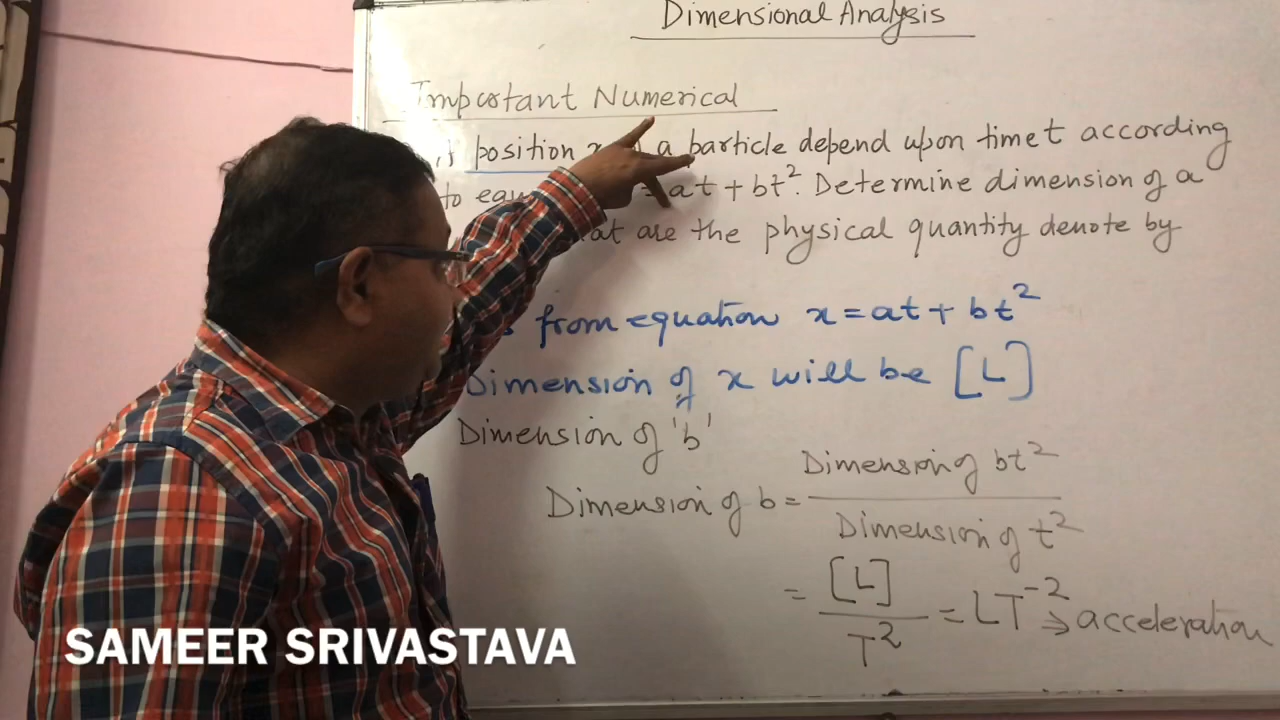 Dimensional Analysis
Important Numerical
position x a particle depend upon time t according
to equ = at + bt². Determine dimension of a
are the physical quantity denote by
from equation x = at + bt²
Dimension of x will be [L]
Dimension of 'b'
Dimension of b = Dimension of bt²
Dimension of t²
= [L]
T² = LT⁻² ⇒ acceleration
SAMEER SRIVASTAVA